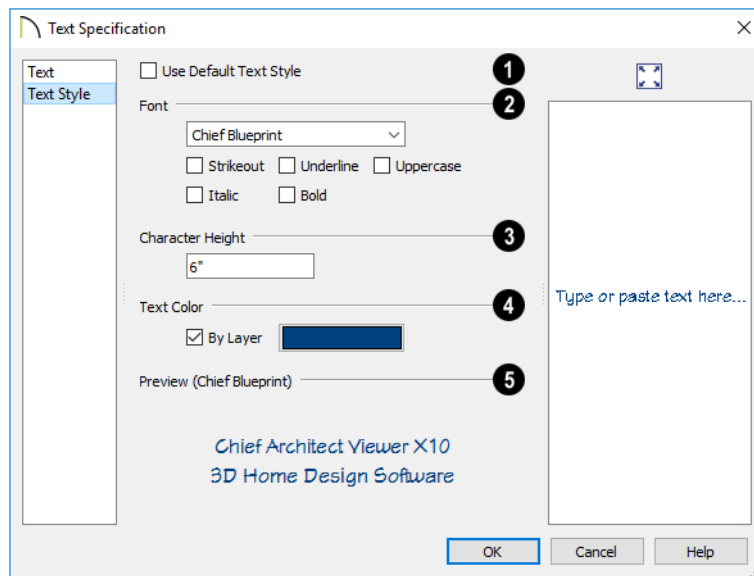 Text Specification
Text
Text Style
Use Default Text Style 1
Font 2
Chief Blueprint
Strikeout Underline Uppercase
Italic Bold
Character Height 3
6"
Text Color 4
By Layer
Preview (Chief Blueprint) 5
Chief Architect Viewer X10
3D Home Design Software
Type or paste text here...
OK Cancel Help